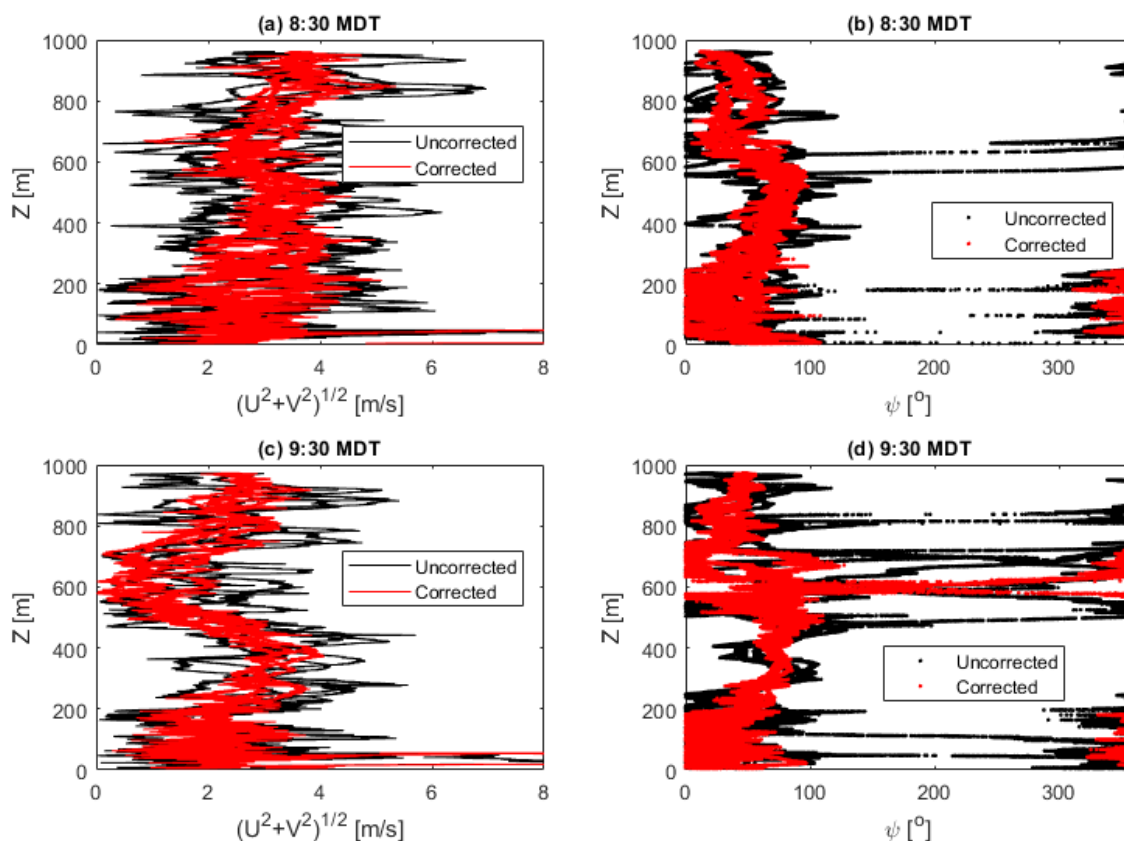 (a) 8:30 MDT
1000
800
600
400
200
0
Z [m]
Uncorrected
Corrected
0 2 4 6 8
(U²+V²)^1/2 [m/s]
(b) 8:30 MDT
1000
800
600
400
200
0
Z [m]
Uncorrected
Corrected
0 100 200 300
ψ [°]
(c) 9:30 MDT
1000
800
600
400
200
0
Z [m]
Uncorrected
Corrected
0 2 4 6 8
(U²+V²)^1/2 [m/s]
(d) 9:30 MDT
1000
800
600
400
200
0
Z [m]
Uncorrected
Corrected
0 100 200 300
ψ [°]